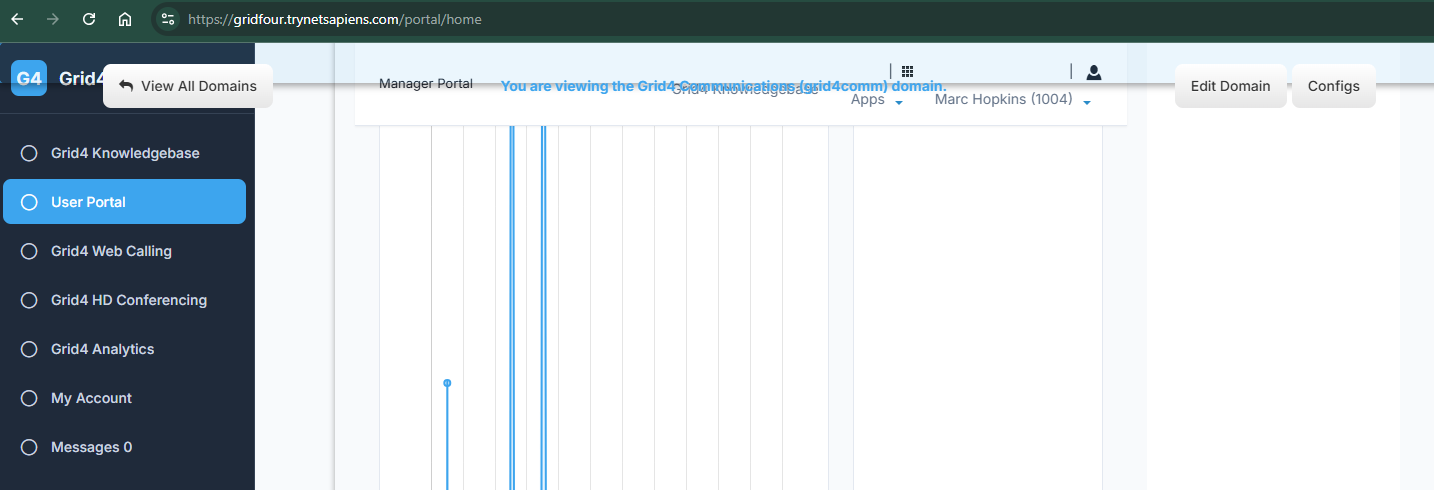 https://gridfour.trynetsapiens.com/portal/home
G4 Grid4
View All Domains
Manager Portal
You are viewing the Grid4 Communications (grid4comm) domain.
Grid4 Knowledgebase
Apps
Marc Hopkins (1004)
Edit Domain
Configs
Grid4 Knowledgebase
User Portal
Grid4 Web Calling
Grid4 HD Conferencing
Grid4 Analytics
My Account
Messages 0